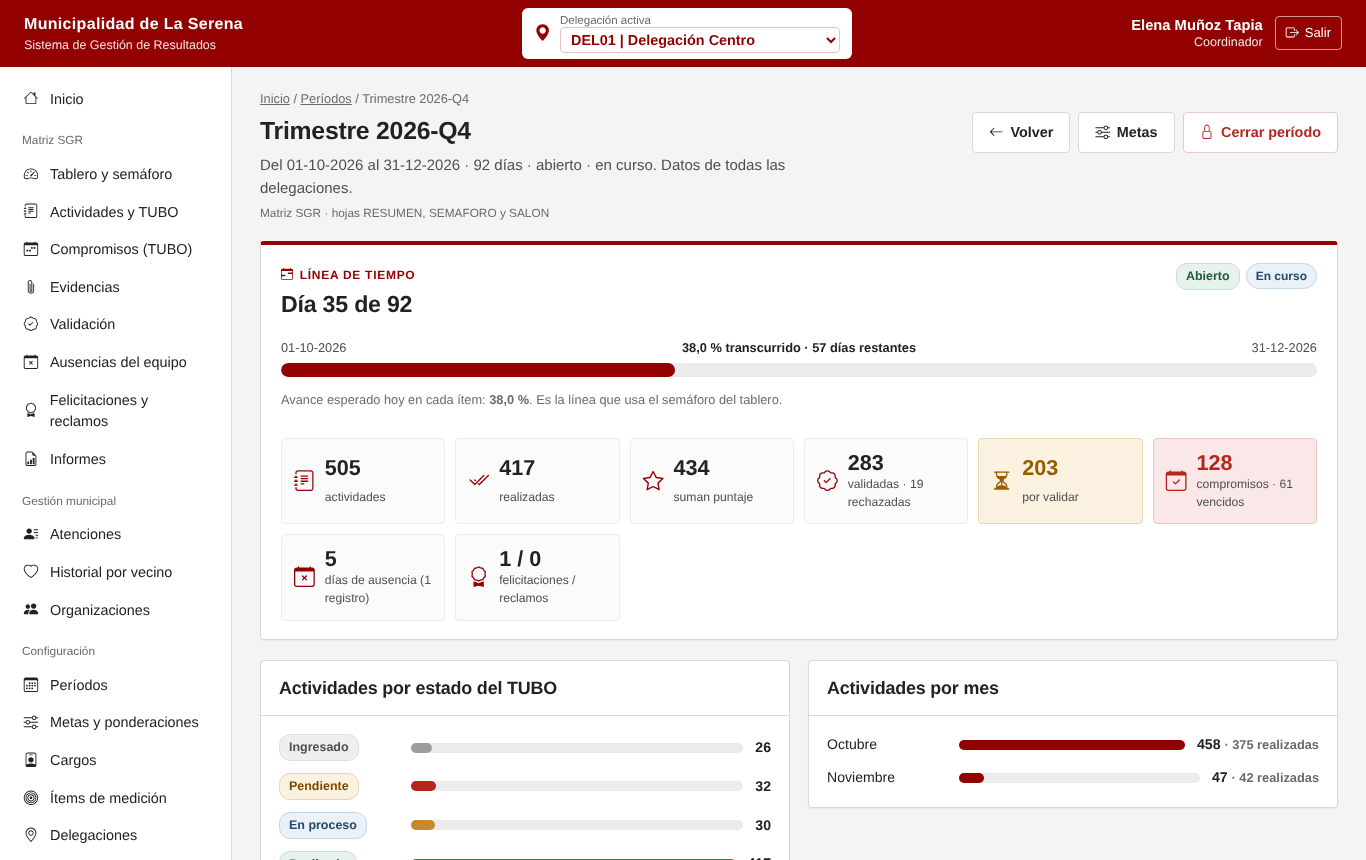 Municipalidad de La Serena
Sistema de Gestión de Resultados
Delegación activa
DEL01 | Delegación Centro
Elena Muñoz Tapia
Coordinador
Salir
Inicio
Matriz SGR
Tablero y semáforo
Actividades y TUBO
Compromisos (TUBO)
Evidencias
Validación
Ausencias del equipo
Felicitaciones y
reclamos
Informes
Gestión municipal
Atenciones
Historial por vecino
Organizaciones
Configuración
Períodos
Metas y ponderaciones
Cargos
Ítems de medición
Delegaciones
Inicio / Períodos / Trimestre 2026-Q4
Trimestre 2026-Q4
Del 01-10-2026 al 31-12-2026 · 92 días · abierto · en curso. Datos de todas las
delegaciones.
Matriz SGR · hojas RESUMEN, SEMAFORO y SALON
Volver
Metas
Cerrar período
LÍNEA DE TIEMPO
Día 35 de 92
Abierto
En curso
01-10-2026
38,0 % transcurrido · 57 días restantes
31-12-2026
Avance esperado hoy en cada ítem: 38,0 %. Es la línea que usa el semáforo del tablero.
505
actividades
417
realizadas
434
suman puntaje
283
validadas · 19
rechazadas
203
por validar
128
compromisos · 61
vencidos
5
días de ausencia (1
registro)
1 / 0
felicitaciones /
reclamos
Actividades por estado del TUBO
Ingresado
26
Pendiente
32
En proceso
30
Actividades por mes
Octubre
458 · 375 realizadas
Noviembre
47 · 42 realizadas